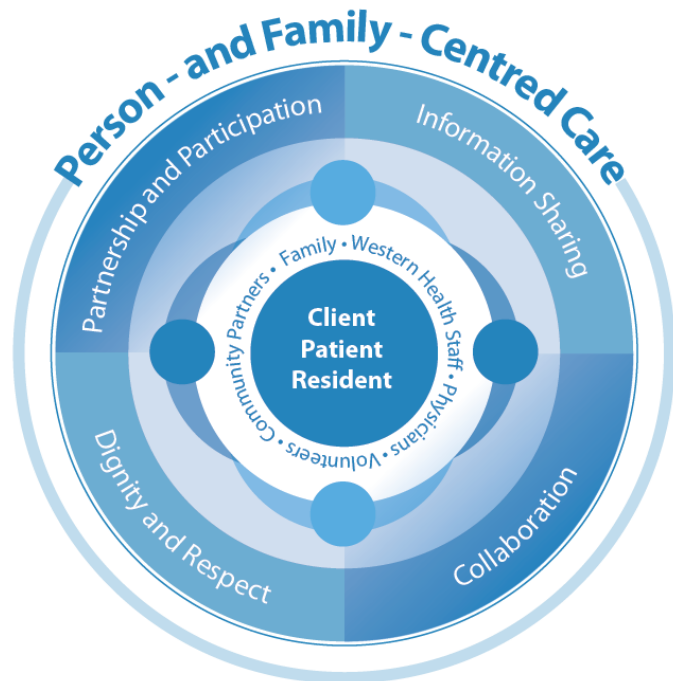 Person - and Family - Centred Care
Partnership and Participation
Information Sharing
Dignity and Respect
Collaboration
Community Partners • Family • Western Health Staff • Physicians • Volunteers •
Client
Patient
Resident